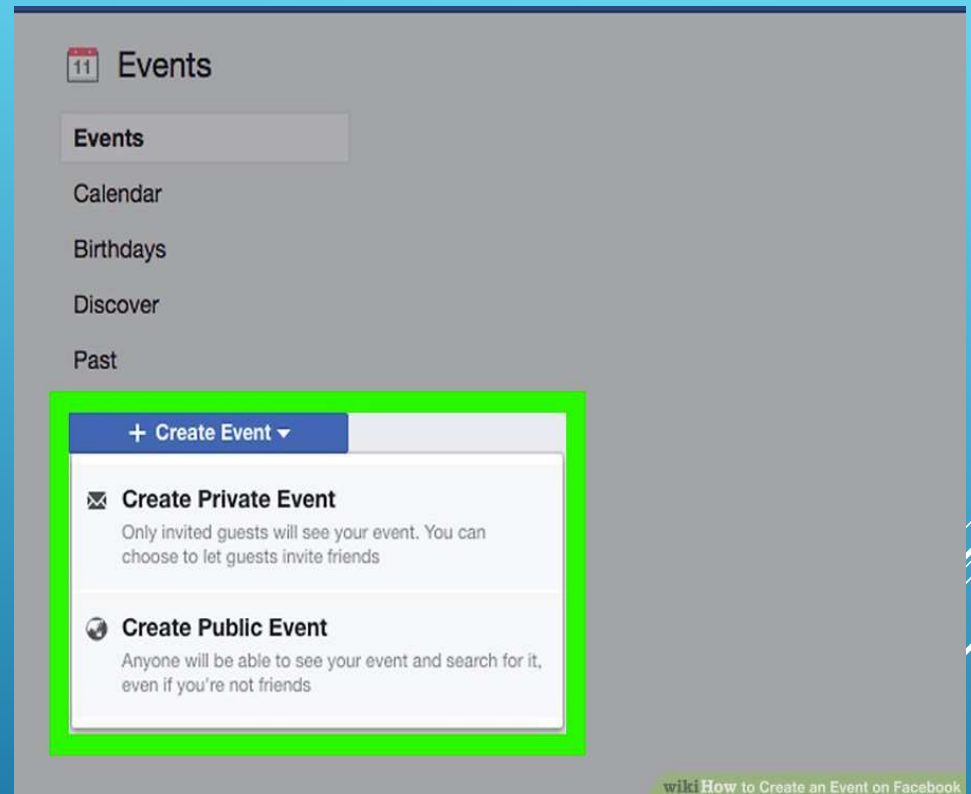 11 Events
Events
Calendar
Birthdays
Discover
Past
+ Create Event
Create Private Event
Only invited guests will see your event. You can
choose to let guests invite friends
Create Public Event
Anyone will be able to see your event and search for it,
even if you're not friends
wikiHow to Create an Event on Facebook